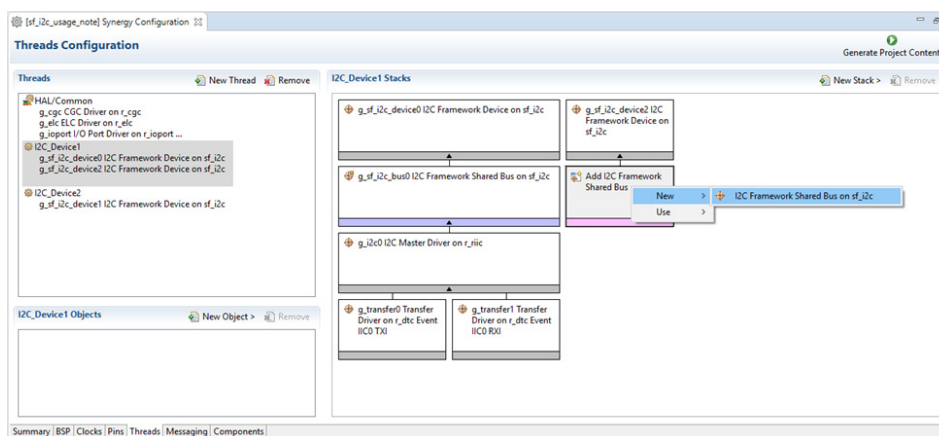 [sf_i2c_usage_note] Synergy Configuration
Threads Configuration
Generate Project Content
Threads
New Thread
Remove
HAL/Common
g_cgc CGC Driver on r_cgc
g_elc ELC Driver on r_elc
g_ioport I/O Port Driver on r_ioport ...
I2C_Device1
g_sf_i2c_device0 I2C Framework Device on sf_i2c
g_sf_i2c_device2 I2C Framework Device on sf_i2c
I2C_Device2
g_sf_i2c_device1 I2C Framework Device on sf_i2c
I2C_Device1 Objects
New Object >
Remove
I2C_Device1 Stacks
New Stack >
Remove
g_sf_i2c_device0 I2C Framework Device on sf_i2c
g_sf_i2c_device2 I2C
Framework Device on
sf_i2c
g_sf_i2c_bus0 I2C Framework Shared Bus on sf_i2c
Add I2C Framework
Shared Bus
New >
I2C Framework Shared Bus on sf_i2c
Use >
g_i2c0 I2C Master Driver on r_riic
g_transfer0 Transfer
Driver on r_dtc Event
IIC0 TXI
g_transfer1 Transfer
Driver on r_dtc Event
IIC0 RXI
Summary BSP Clocks Pins Threads Messaging Components